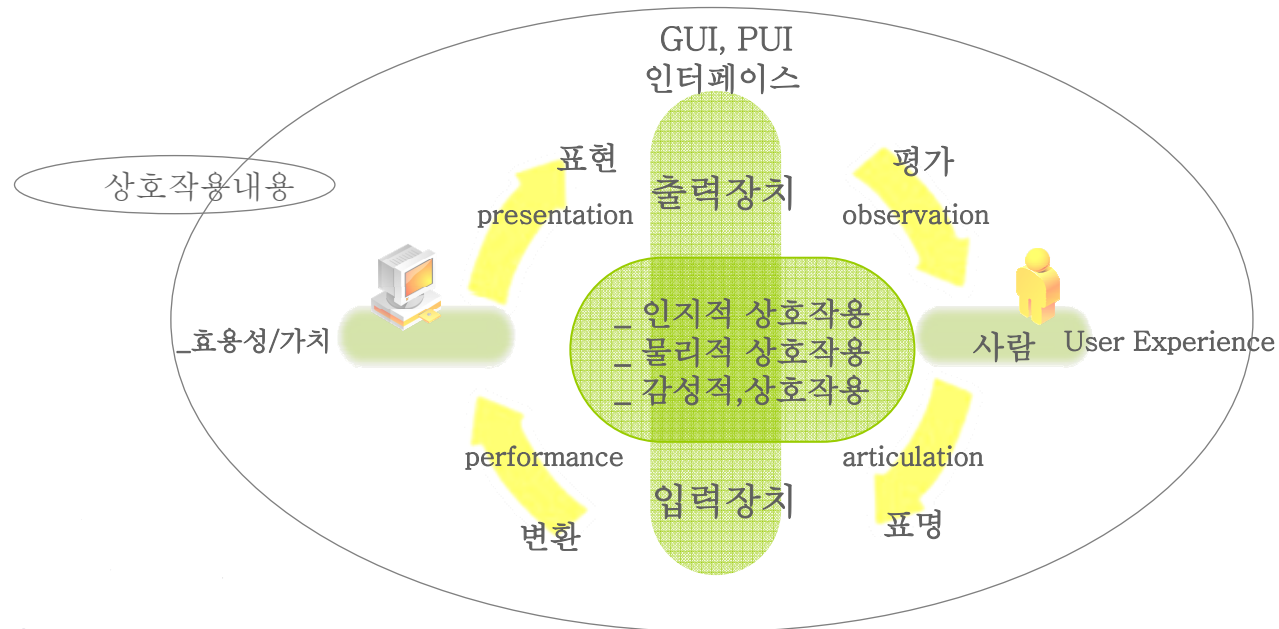 GUI, PUI
인터페이스
표현
평가
상호작용내용
출력장치
presentation
observation
_ 인지적 상호작용
_효용성/가치
_ 물리적 상호작용
사람
User Experience
_ 감성적,상호작용
performance
articulation
입력장치
변환
표명